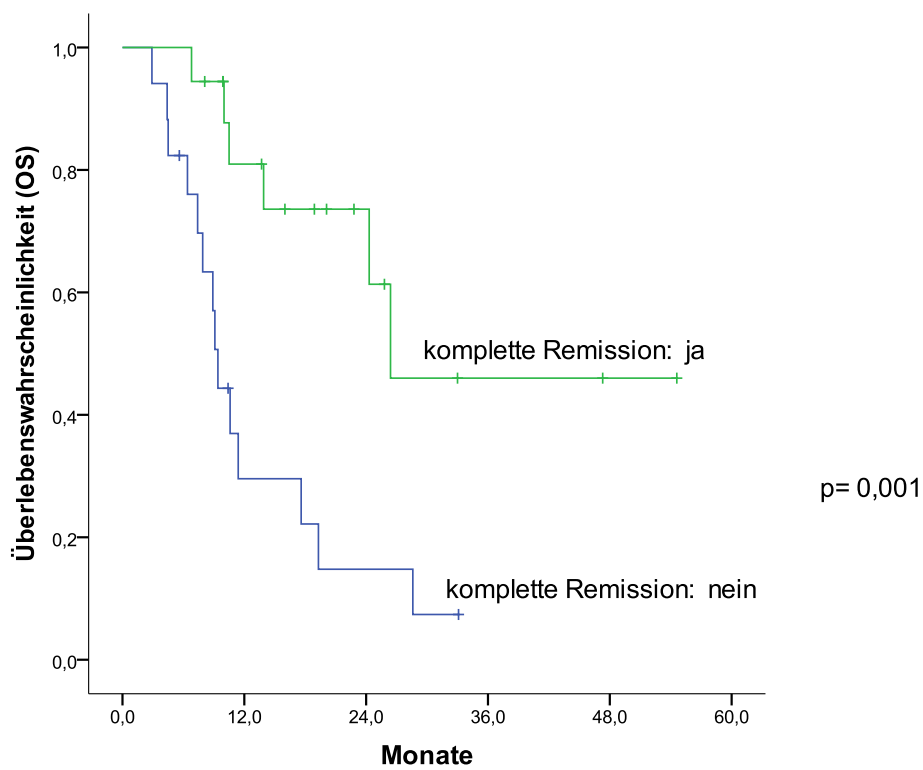 Überlebenswahrscheinlichkeit (OS)
1,0
0,8
0,6
0,4
0,2
0,0
komplette Remission: ja
p= 0,001
komplette Remission: nein
0,0 12,0 24,0 36,0 48,0 60,0
Monate